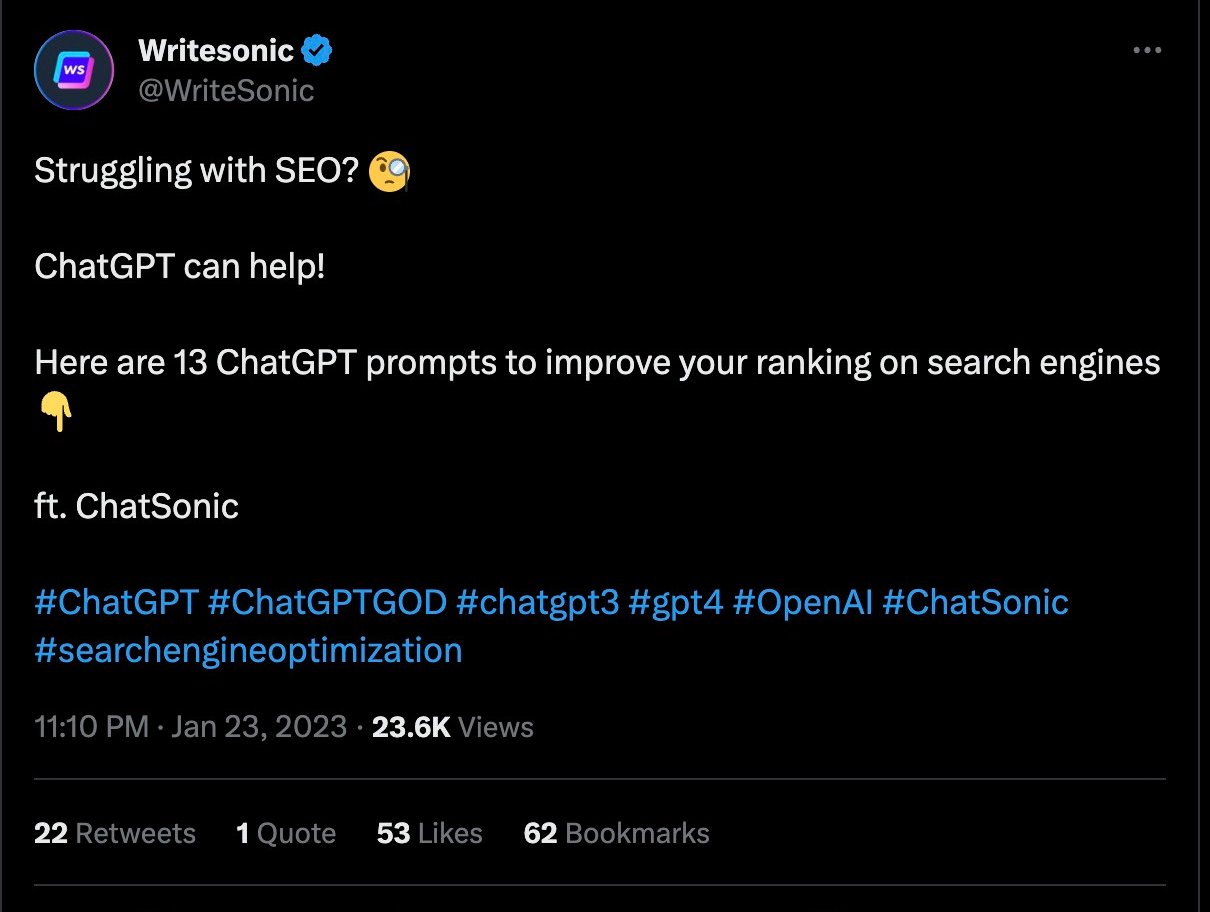 WS
Writesonic
@WriteSonic
Struggling with SEO? 🧐
ChatGPT can help!
Here are 13 ChatGPT prompts to improve your ranking on search engines
👇
ft. ChatSonic
#ChatGPT #ChatGPTGOD #chatgpt3 #gpt4 #OpenAI #ChatSonic
#searchengineoptimization
11:10 PM · Jan 23, 2023 · 23.6K Views
22 Retweets 1 Quote 53 Likes 62 Bookmarks